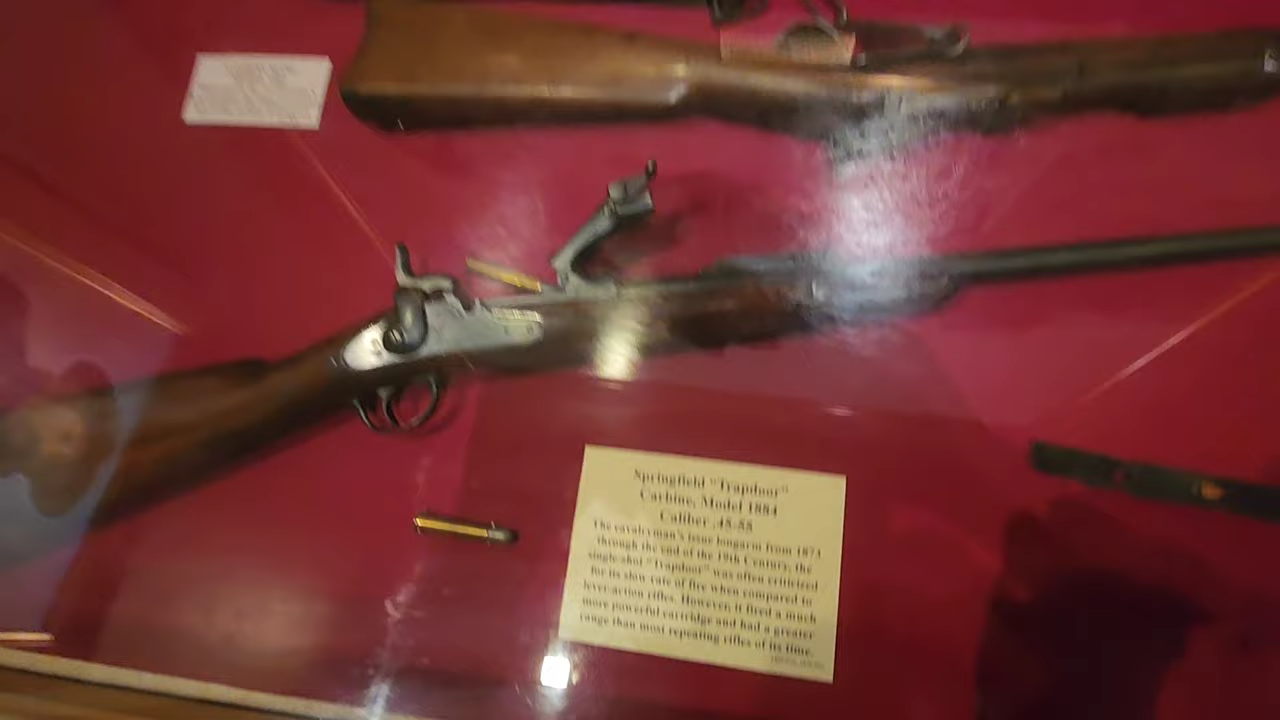 Springfield "Trapdoor"
Carbine, Model 1884
Caliber .45-55
The cavalryman's issue longarm from 1873
through the end of the 19th Century, the
single-shot "Trapdoor" was often criticized
for its slow rate of fire when compared to
lever-action rifles. However, it fired a much
more powerful cartridge and had a greater
range than most repeating rifles of its time.